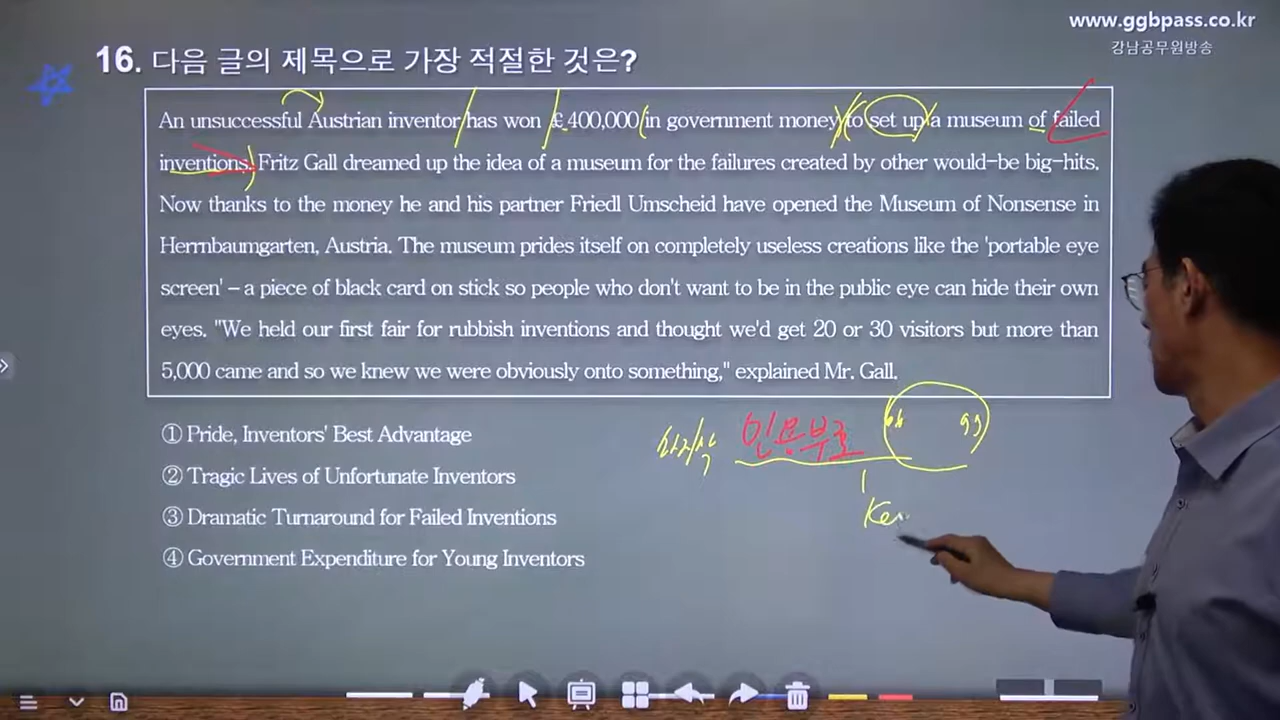 www.ggbpass.co.kr
강남공무원방송
16. 다음 글의 제목으로 가장 적절한 것은?
An unsuccessful Austrian inventor has won £400,000 in government money to set up a museum of failed
inventions. Fritz Gall dreamed up the idea of a museum for the failures created by other would-be big-hits.
Now thanks to the money he and his partner Friedl Umscheid have opened the Museum of Nonsense in
Herrnbaumgarten, Austria. The museum prides itself on completely useless creations like the 'portable eye
screen' – a piece of black card on stick so people who don't want to be in the public eye can hide their own
eyes. "We held our first fair for rubbish inventions and thought we'd get 20 or 30 visitors but more than
5,000 came and so we knew we were obviously onto something," explained Mr. Gall.
① Pride, Inventors' Best Advantage
② Tragic Lives of Unfortunate Inventors
③ Dramatic Turnaround for Failed Inventions
④ Government Expenditure for Young Inventors
인용부호